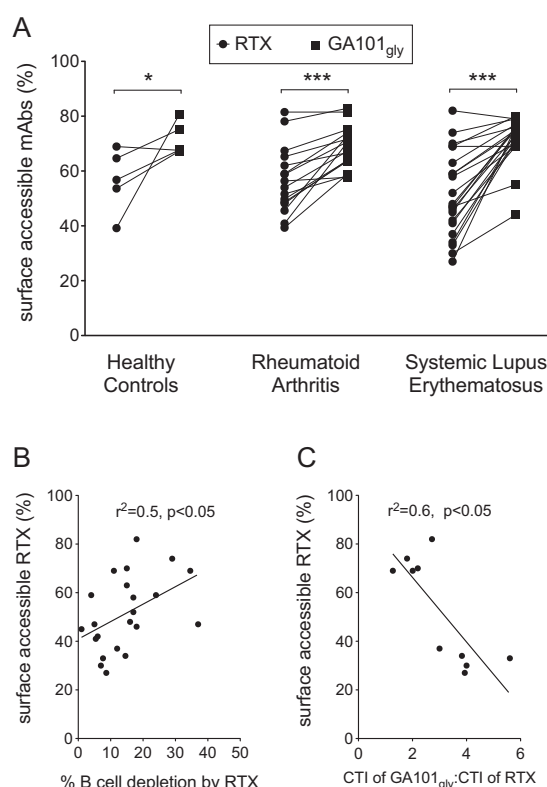 A
RTX GA101gly
surface accessible mAbs (%)
* *** ***
100
80
60
40
20
0
Healthy Controls
Rheumatoid Arthritis
Systemic Lupus Erythematosus
B
r2=0.5, p<0.05
surface accessible RTX (%)
100
80
60
40
20
0
0 10 20 30 40 50
% B cell depletion by RTX
C
r2=0.6, p<0.05
surface accessible RTX (%)
100
80
60
40
20
0
0 2 4 6
CTI of GA101gly:CTI of RTX